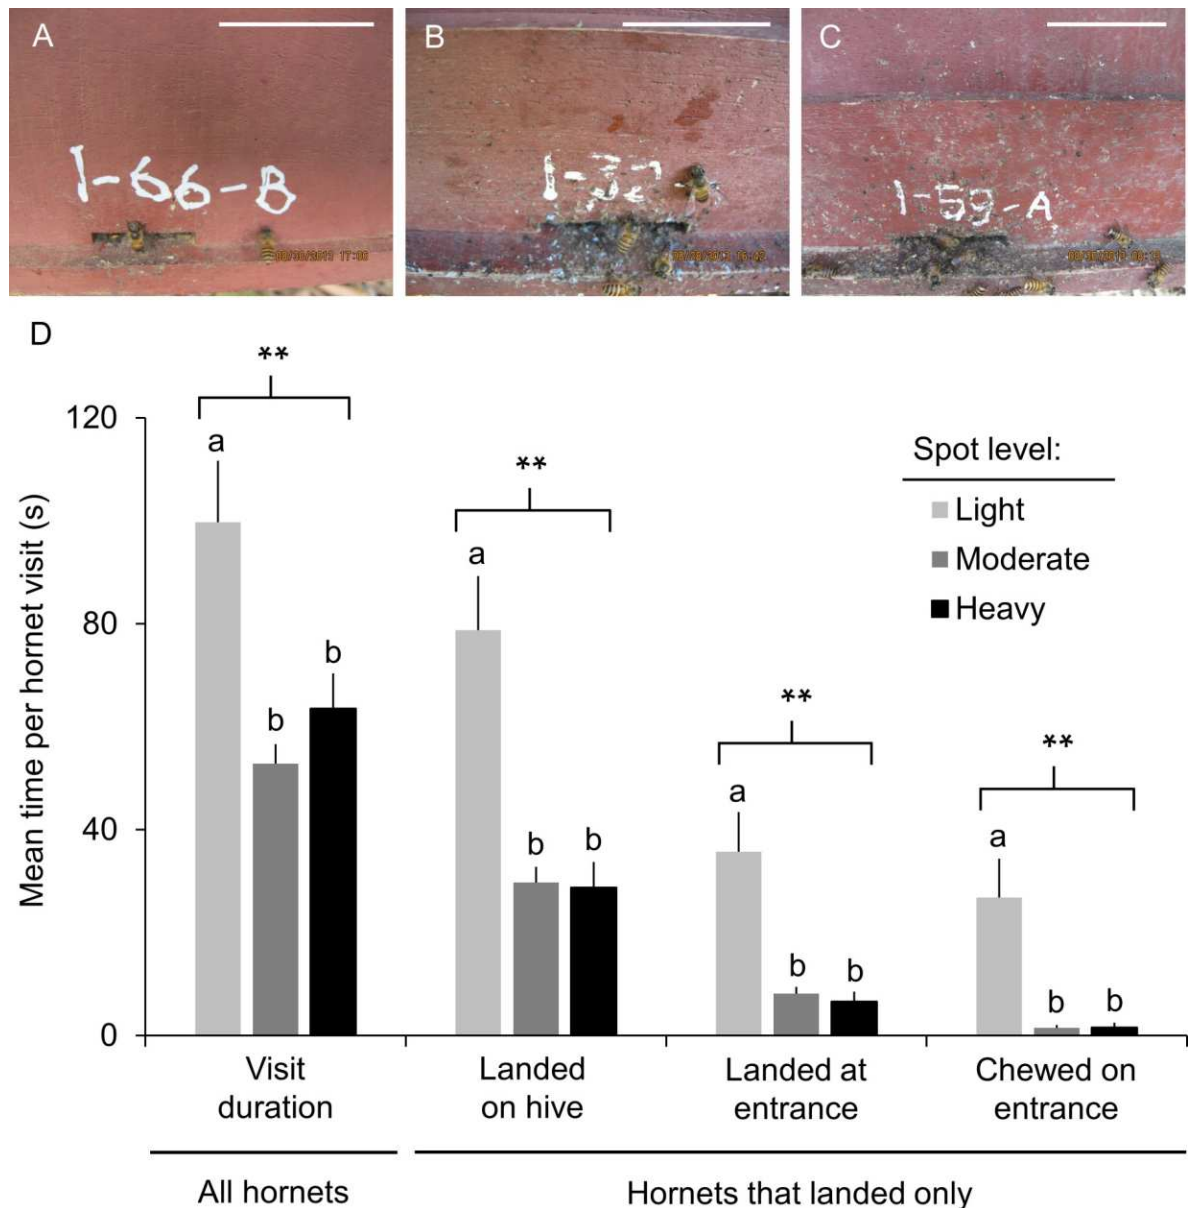 A
B
C
1-66-B
1-59-A
D
**
**
**
**
120
80
40
0
Mean time per hornet visit (s)
a
b
b
a
b
b
a
b
b
a
b
b
Spot level:
Light
Moderate
Heavy
Visit
duration
Landed
on hive
Landed at
entrance
Chewed on
entrance
All hornets
Hornets that landed only